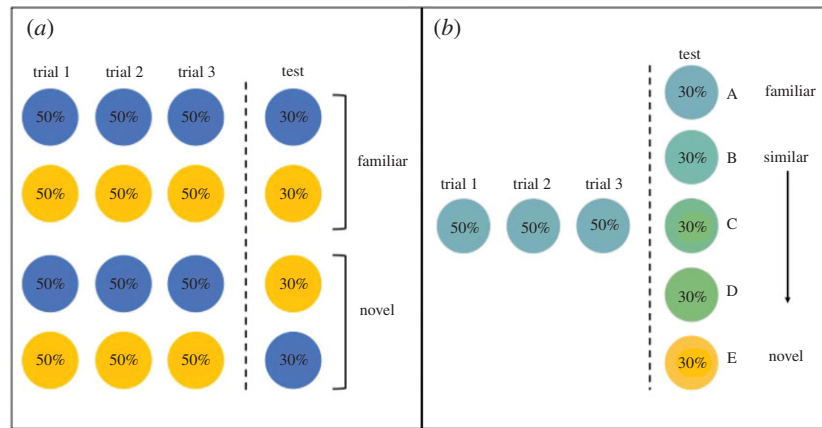 (a)
trial 1 trial 2 trial 3 test
50% 50% 50% 30%
familiar
50% 50% 50% 30%
50% 50% 50% 30%
novel
50% 50% 50% 30%
(b)
test
30% A familiar
30% B similar
trial 1 trial 2 trial 3
50% 50% 50% 30% C
30% D
30% E novel